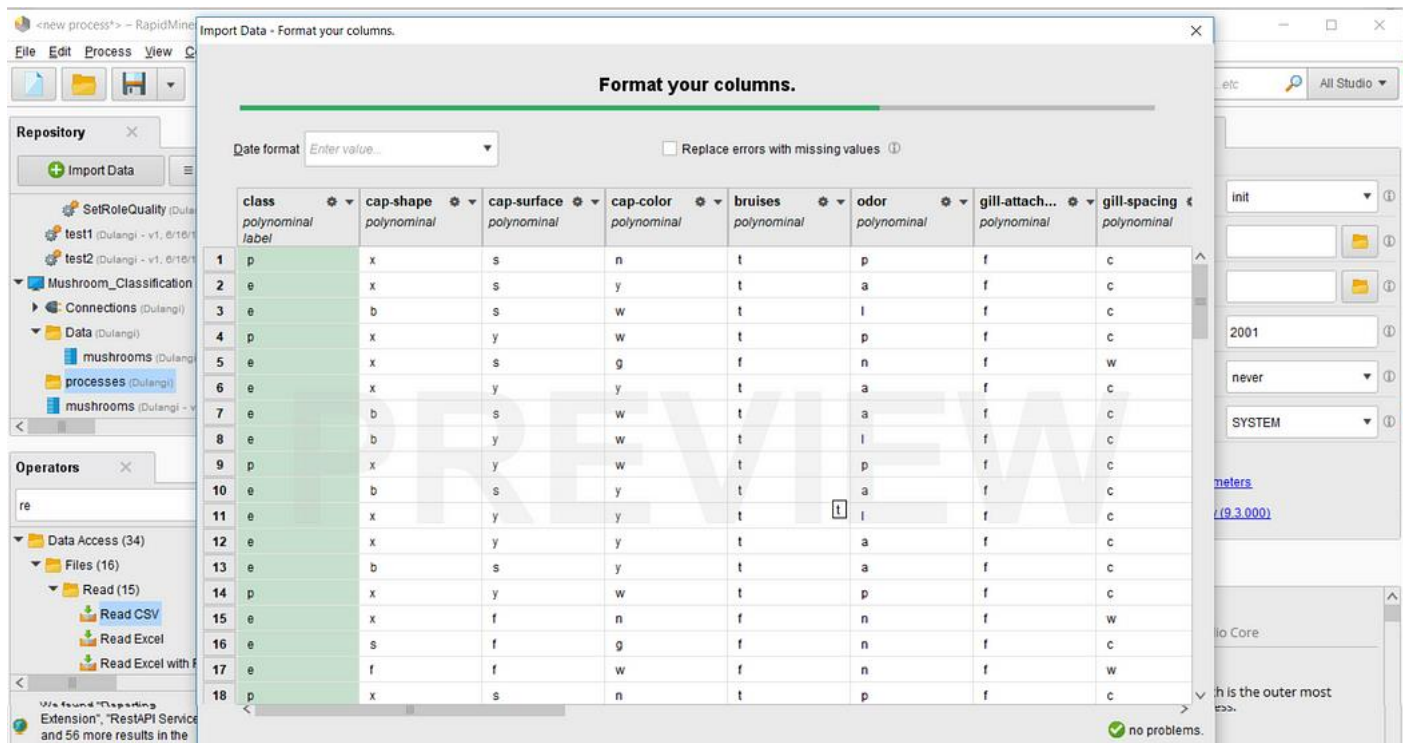 <new process*> – RapidMine
Import Data - Format your columns.
File Edit Process View C
Format your columns.
etc
All Studio
Repository
Import Data
Date format Enter value...
Replace errors with missing values
SetRoleQuality (Dula
test1 (Dulangi - v1, 6/16/1
test2 (Dulangi - v1, 6/16/1
Mushroom_Classification
Connections (Dulangi)
Data (Dulangi)
mushrooms (Dulangi
processes (Dulangi)
mushrooms (Dulangi - v
class cap-shape cap-surface cap-color bruises odor gill-attach... gill-spacing
polynominal polynominal polynominal polynominal polynominal polynominal polynominal polynominal
label
1 p x s n t p f c
2 e x s y t a f c
3 e b s w t l f c
4 p x y w t p f c
5 e x s g f n f w
6 e x y y t a f c
7 e b s w t a f c
8 e b y w t l f c
9 p x y w t p f c
10 e b s y t a f c
11 e x y y t l f c
12 e x y y t a f c
13 e b s y t a f c
14 p x y w t p f c
15 e x f n f n f w
16 e s f g f n f c
17 e f f w f n f w
18 p x s n t p f c
PREVIEW
t
no problems.
Operators
re
Data Access (34)
Files (16)
Read (15)
Read CSV
Read Excel
Read Excel with F
We found "Reporting
Extension", "RestAPI Service
and 56 more results in the
init
2001
never
SYSTEM
meters
(9.3.000)
io Core
h is the outer most
ess.